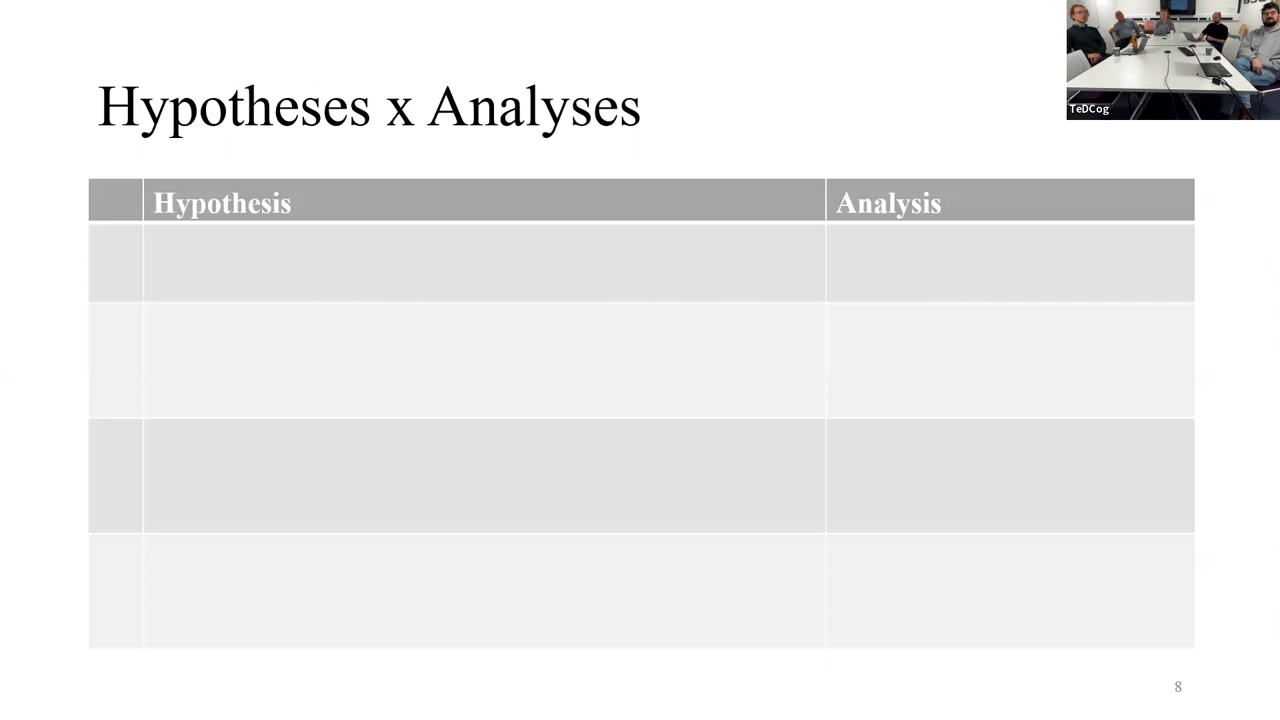 TeDCog
Hypotheses x Analyses
Hypothesis
Analysis
8